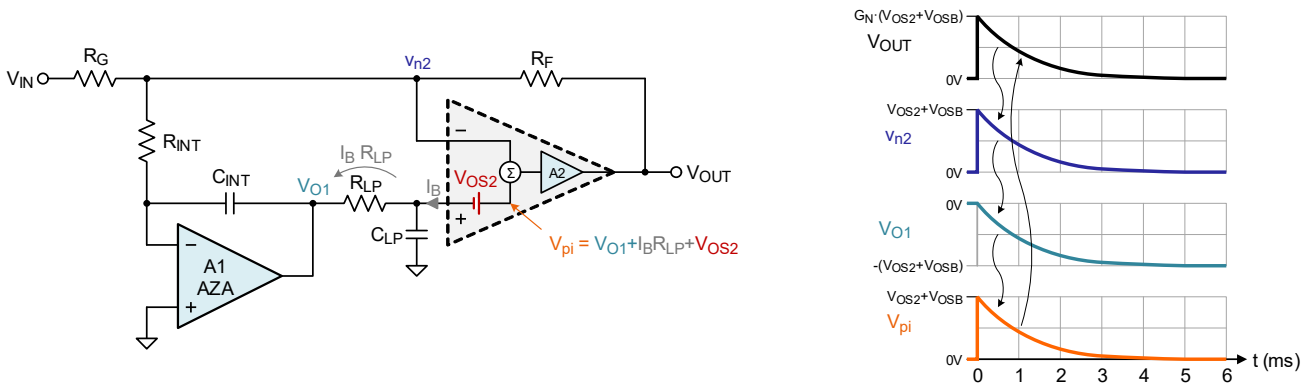 V_IN
R_G
v_n2
R_F
R_INT
I_B R_LP
C_INT
V_O1
R_LP
I_B
V_OS2
Σ
A2
V_OUT
−
+
C_LP
V_pi = V_O1+I_BR_LP+V_OS2
−
A1
AZA
+
G_N·(V_OS2+V_OSB)
V_OUT
0V
V_OS2+V_OSB
v_n2
0V
V_O1
-(V_OS2+V_OSB)
V_OS2+V_OSB
V_pi
0V
0 1 2 3 4 5 6 t (ms)